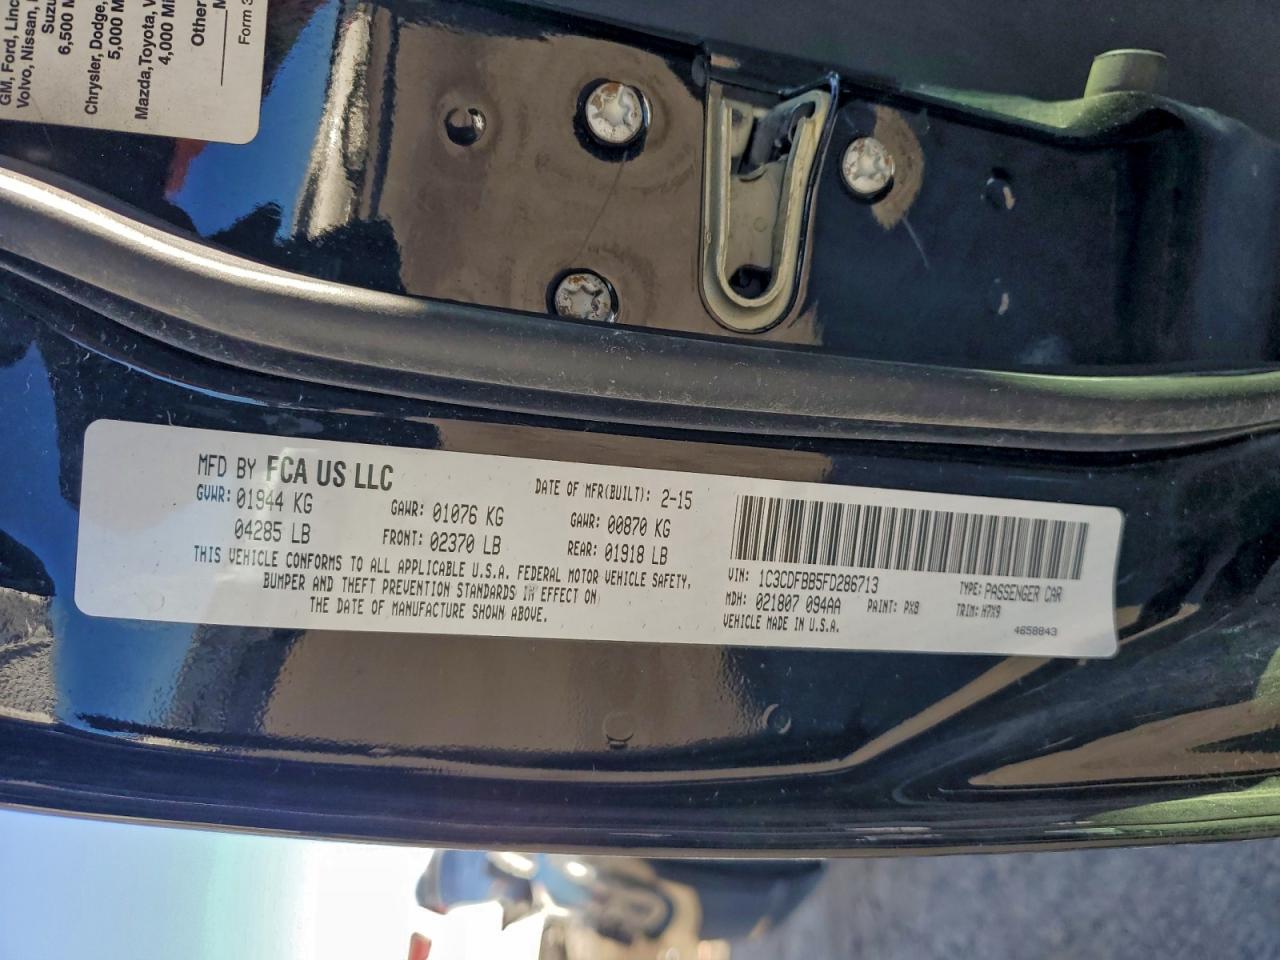 GM, Ford, Linc
Volvo, Nissan,
Suzu
6,500 M
Chrysler, Dodge,
5,000 M
Mazda, Toyota, V
4,000 Mi
Other
Form 3
MFD BY FCA US LLC
DATE OF MFR(BUILT): 2-15
GVWR: 01944 KG GAWR: 01076 KG GAWR: 00870 KG
04285 LB FRONT: 02370 LB REAR: 01918 LB
THIS VEHICLE CONFORMS TO ALL APPLICABLE U.S.A. FEDERAL MOTOR VEHICLE SAFETY,
BUMPER AND THEFT PREVENTION STANDARDS IN EFFECT ON
THE DATE OF MANUFACTURE SHOWN ABOVE.
VIN: 1C3CDFBB5FD286713 TYPE: PASSENGER CAR
MDH: 021807 094AA PAINT: PX8 TRIM: H7X9
VEHICLE MADE IN U.S.A. 4658843